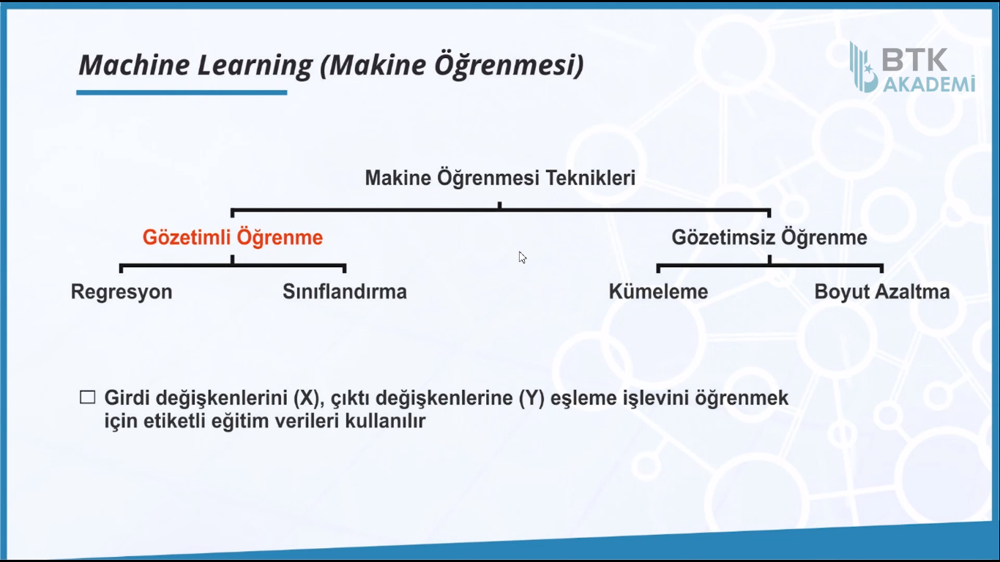 Machine Learning (Makine Öğrenmesi)
BTK
AKADEMİ
Makine Öğrenmesi Teknikleri
Gözetimli Öğrenme
Gözetimsiz Öğrenme
Regresyon
Sınıflandırma
Kümeleme
Boyut Azaltma
Girdi değişkenlerini (X), çıktı değişkenlerine (Y) eşleme işlevini öğrenmek
için etiketli eğitim verileri kullanılır